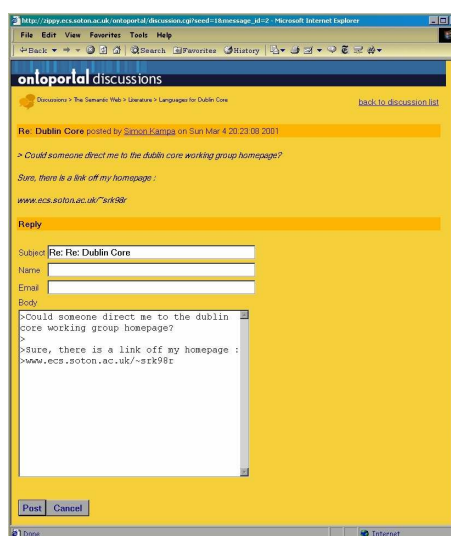 http://zippy.ecs.soton.ac.uk/ontoportal/discussion.cgi?seed=1&message_id=2 - Microsoft Internet Explorer
File Edit View Favorites Tools Help
Back Search Favorites History
ontoportal discussions
Discussions > The Semantic Web > Literature > Languages for Dublin Core
back to discussion list
Re: Dublin Core posted by Simon Kampa on Sun Mar 4 20:23:08 2001
> Could someone direct me to the dublin core working group homepage?
Sure, there is a link off my homepage :
www.ecs.soton.ac.uk/~srk98r
Reply
Subject Re: Re: Dublin Core
Name
Email
Body
>Could someone direct me to the dublin
core working group homepage?
>
>Sure, there is a link off my homepage :
>www.ecs.soton.ac.uk/~srk98r
Post Cancel
Done Internet